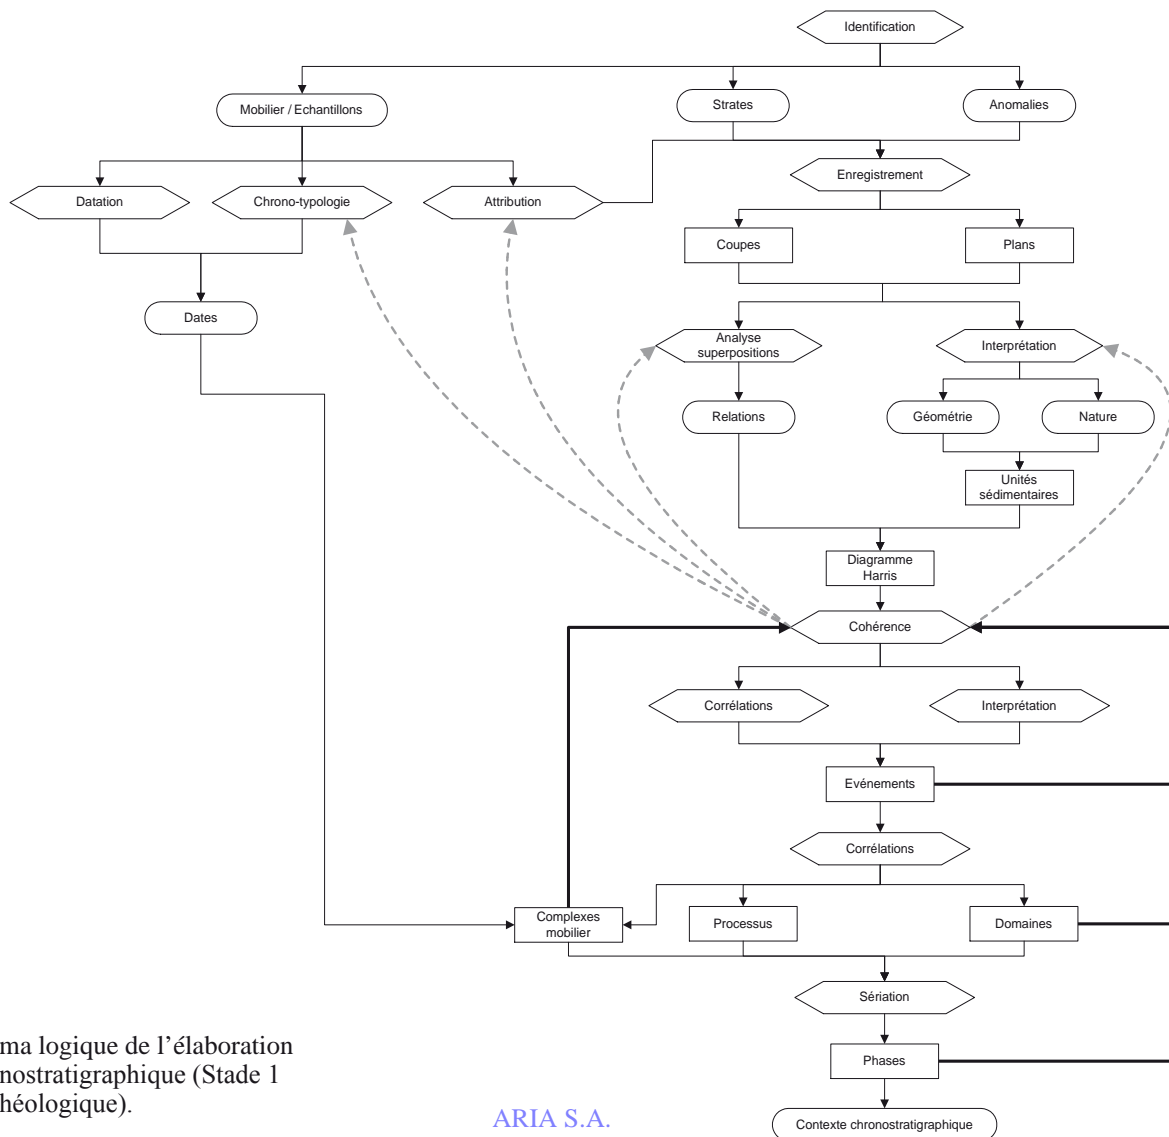 Identification
Mobilier / Echantillons
Strates
Anomalies
Datation
Chrono-typologie
Attribution
Enregistrement
Coupes
Plans
Dates
Analyse
superpositions
Interprétation
Relations
Géométrie
Nature
Unités
sédimentaires
Diagramme
Harris
Cohérence
Corrélations
Interprétation
Evénements
Corrélations
Complexes
mobilier
Processus
Domaines
Sériation
Phases
Contexte chronostratigraphique
ma logique de l’élaboration
nostratigraphique (Stade 1
héologique).
ARIA S.A.